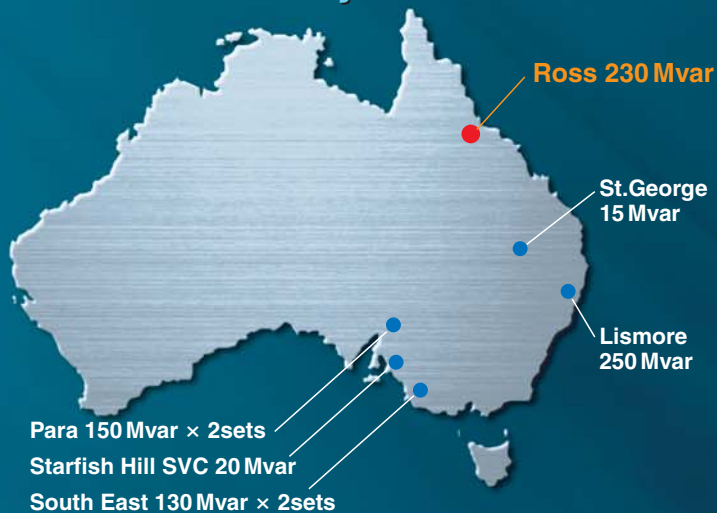 Ross 230 Mvar
St.George
15 Mvar
Lismore
250 Mvar
Para 150 Mvar × 2sets
Starfish Hill SVC 20 Mvar
South East 130 Mvar × 2sets